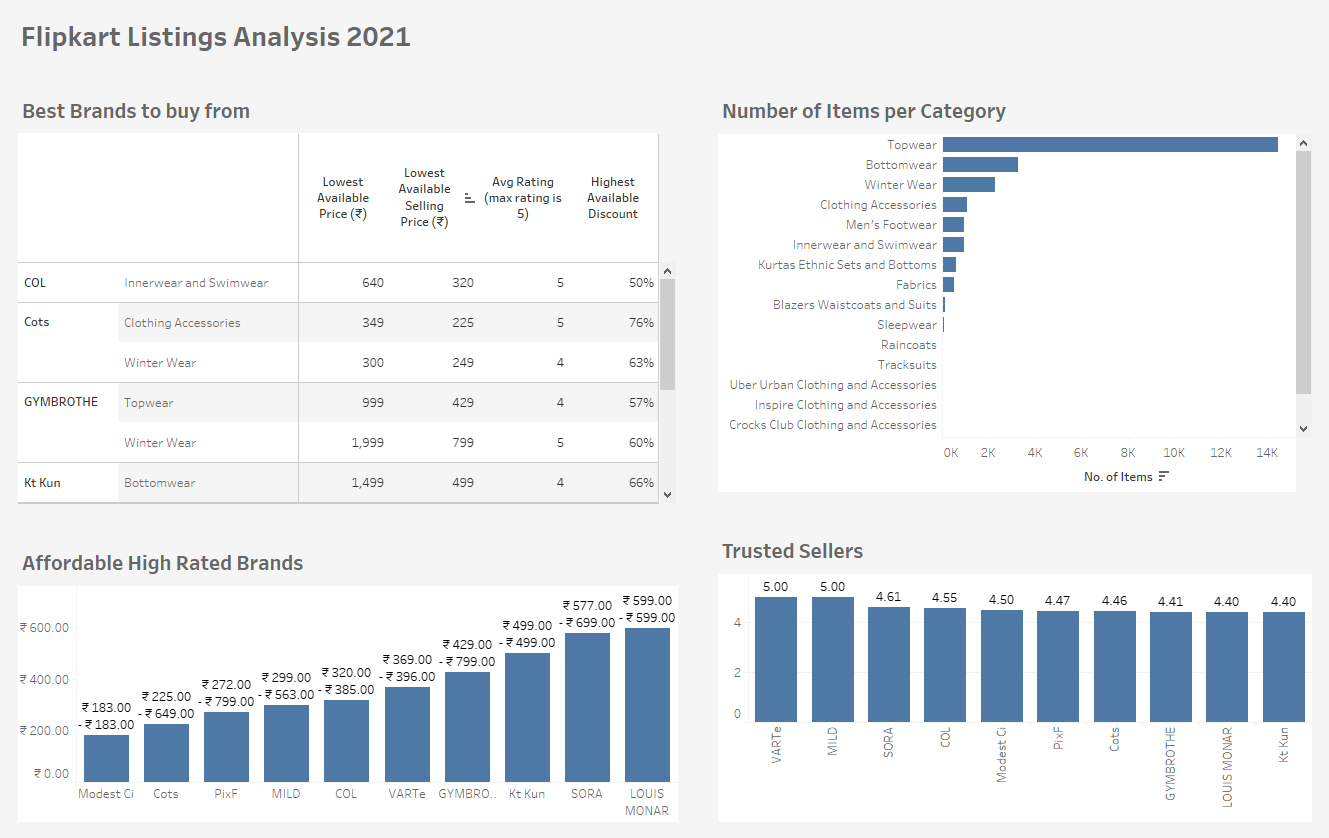 Flipkart Listings Analysis 2021
Best Brands to buy from
Lowest
Available
Price (₹)
Lowest
Available
Selling
Price (₹)
Avg Rating
(max rating is
5)
Highest
Available
Discount
COL Innerwear and Swimwear 640 320 5 50%
Cots Clothing Accessories 349 225 5 76%
Winter Wear 300 249 4 63%
GYMBROTHE Topwear 999 429 4 57%
Winter Wear 1,999 799 5 60%
Kt Kun Bottomwear 1,499 499 4 66%
Number of Items per Category
Topwear
Bottomwear
Winter Wear
Clothing Accessories
Men's Footwear
Innerwear and Swimwear
Kurtas Ethnic Sets and Bottoms
Fabrics
Blazers Waistcoats and Suits
Sleepwear
Raincoats
Tracksuits
Uber Urban Clothing and Accessories
Inspire Clothing and Accessories
Crocks Club Clothing and Accessories
0K 2K 4K 6K 8K 10K 12K 14K
No. of Items
Affordable High Rated Brands
₹ 600.00
₹ 400.00
₹ 200.00
₹ 0.00
₹ 183.00
- ₹ 183.00
₹ 225.00
- ₹ 649.00
₹ 272.00
- ₹ 799.00
₹ 299.00
- ₹ 563.00
₹ 320.00
- ₹ 385.00
₹ 369.00
- ₹ 396.00
₹ 429.00
- ₹ 799.00
₹ 499.00
- ₹ 499.00
₹ 577.00
- ₹ 699.00
₹ 599.00
- ₹ 599.00
Modest Ci Cots PixF MILD COL VARTe GYMBRO.. Kt Kun SORA LOUIS
MONAR
Trusted Sellers
5.00 5.00 4.61 4.55 4.50 4.47 4.46 4.41 4.40 4.40
4
2
0
VARTe
MILD
SORA
COL
Modest Ci
PixF
Cots
GYMBROTHE
LOUIS MONAR
Kt Kun